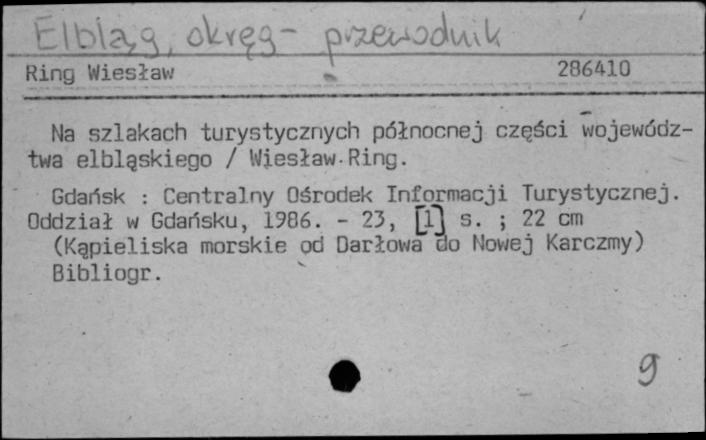 Elbląg, okręg - przewodnik
Ring Wiesław 286410
Na szlakach turystycznych północnej części wojewódz-
twa elbląskiego / Wiesław Ring.
Gdańsk : Centralny Ośrodek Informacji Turystycznej.
Oddział w Gdańsku, 1986. - 23, [1] s. ; 22 cm
(Kąpieliska morskie od Darłowa do Nowej Karczmy)
Bibliogr.
9